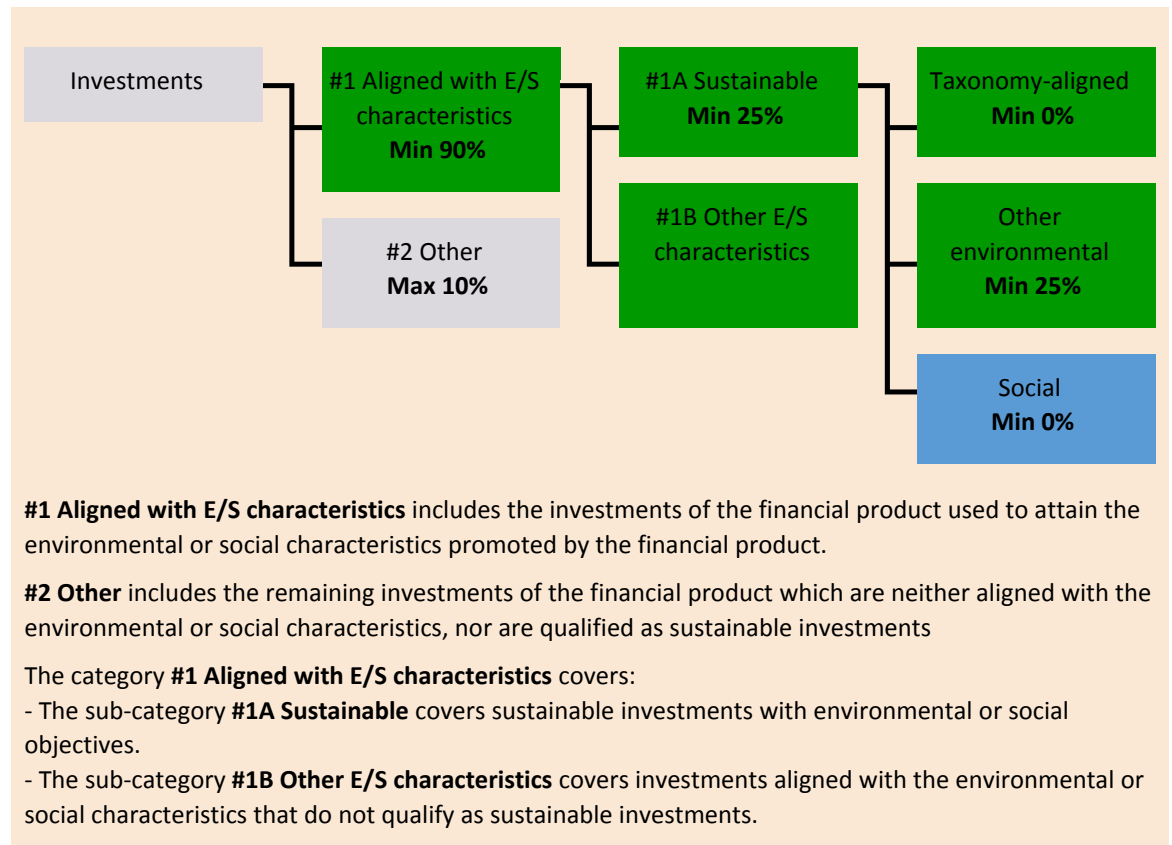 Investments
#1 Aligned with E/S
characteristics
Min 90%
#2 Other
Max 10%
#1A Sustainable
Min 25%
#1B Other E/S
characteristics
Taxonomy-aligned
Min 0%
Other
environmental
Min 25%
Social
Min 0%
#1 Aligned with E/S characteristics includes the investments of the financial product used to attain the
environmental or social characteristics promoted by the financial product.
#2 Other includes the remaining investments of the financial product which are neither aligned with the
environmental or social characteristics, nor are qualified as sustainable investments
The category #1 Aligned with E/S characteristics covers:
- The sub-category #1A Sustainable covers sustainable investments with environmental or social
objectives.
- The sub-category #1B Other E/S characteristics covers investments aligned with the environmental or
social characteristics that do not qualify as sustainable investments.